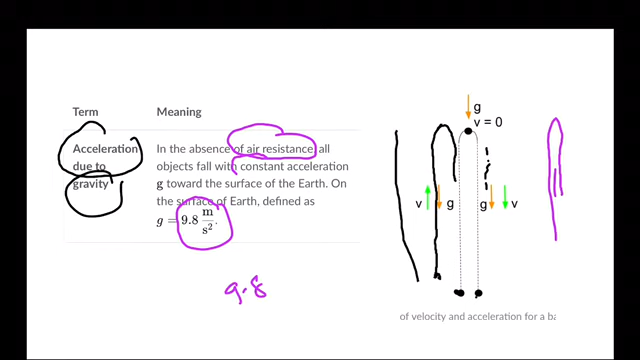 Term Meaning
Acceleration due to gravity
In the absence of air resistance, all
objects fall with constant acceleration
g toward the surface of the Earth. On
the surface of Earth, defined as
g = 9.8 m/s².
9.8
g
v = 0
v g g v
of velocity and acceleration for a ba